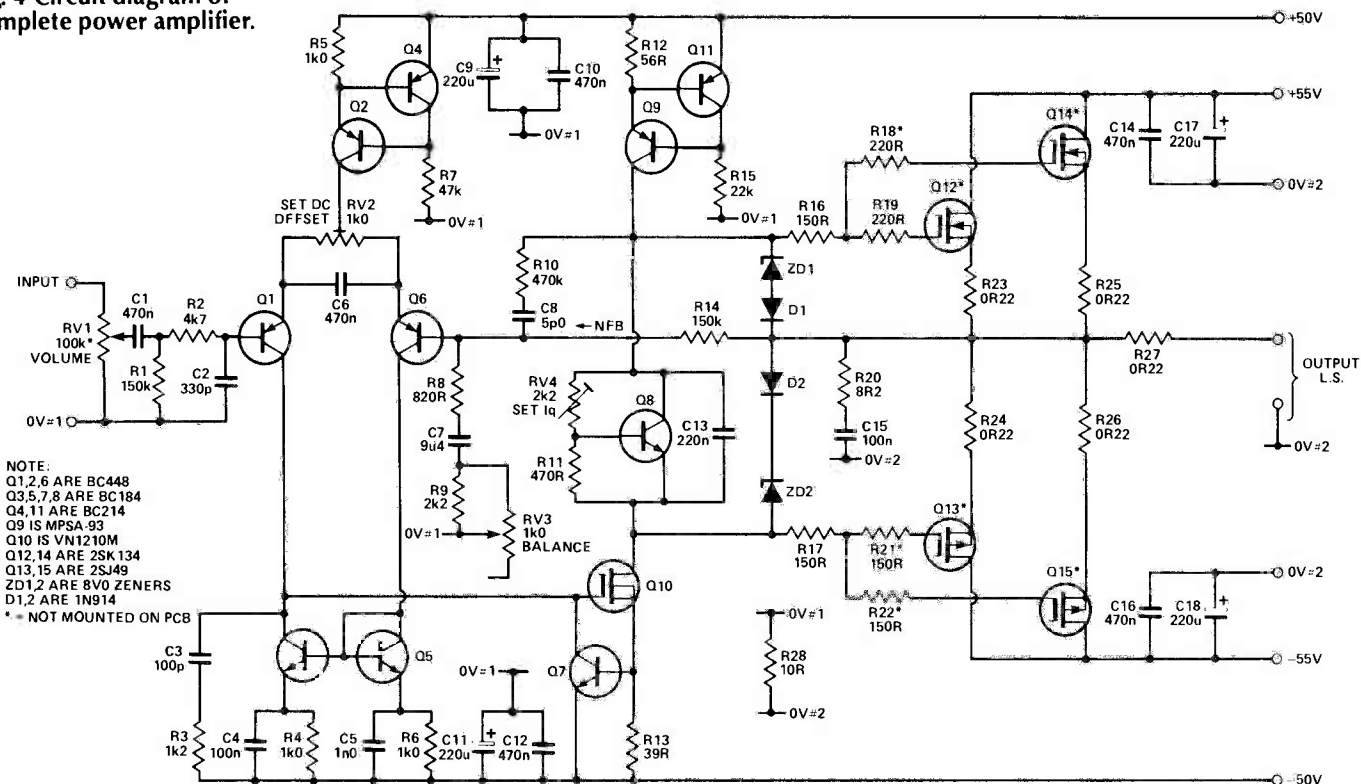 . 4 Circuit diagram of
mplete power amplifier.
+50V
R5
1k0
Q4
C9
220u
+
C10
470n
0V#1
R12
56R
Q11
Q2
Q9
R7
47k
0V#1
R15
22k
0V#1
+55V
Q14*
C14
470n
C17
220u
+
0V#2
R18*
220R
Q12*
R16
150R
R19
220R
SET DC
DFFSET
RV2
1k0
INPUT
RV1
100k*
VOLUME
C1
470n
R2
4k7
R1
150k
C2
330p
0V#1
Q1
C6
470n
Q6
R10
470k
C8
5p0
←NFB
R14
150k
ZD1
D1
D2
ZD2
R23
0R22
R25
0R22
R27
0R22
OUTPUT
L.S.
0V#2
R8
820R
C7
9u4
R9
2k2
0V#1
RV3
1k0
BALANCE
RV4
2k2
SET Iq
R11
470R
Q8
C13
220n
R20
8R2
C15
100n
0V#2
R24
0R22
R26
0R22
NOTE:
Q1,2,6 ARE BC448
Q3,5,7,8 ARE BC184
Q4,11 ARE BC214
Q9 IS MPSA-93
Q10 IS VN1210M
Q12,14 ARE 2SK134
Q13,15 ARE 2SJ49
ZD1,2 ARE 8V0 ZENERS
D1,2 ARE 1N914
* = NOT MOUNTED ON PCB
R17
150R
R21*
150R
Q13*
R22*
150R
Q15*
0V#2
C16
470n
C18
220u
+
-55V
Q10
Q7
Q5
0V#1
R28
10R
0V#2
C3
100p
R3
1k2
C4
100n
R4
1k0
C5
1n0
R6
1k0
0V#1
C11
220u
+
C12
470n
R13
39R
-50V